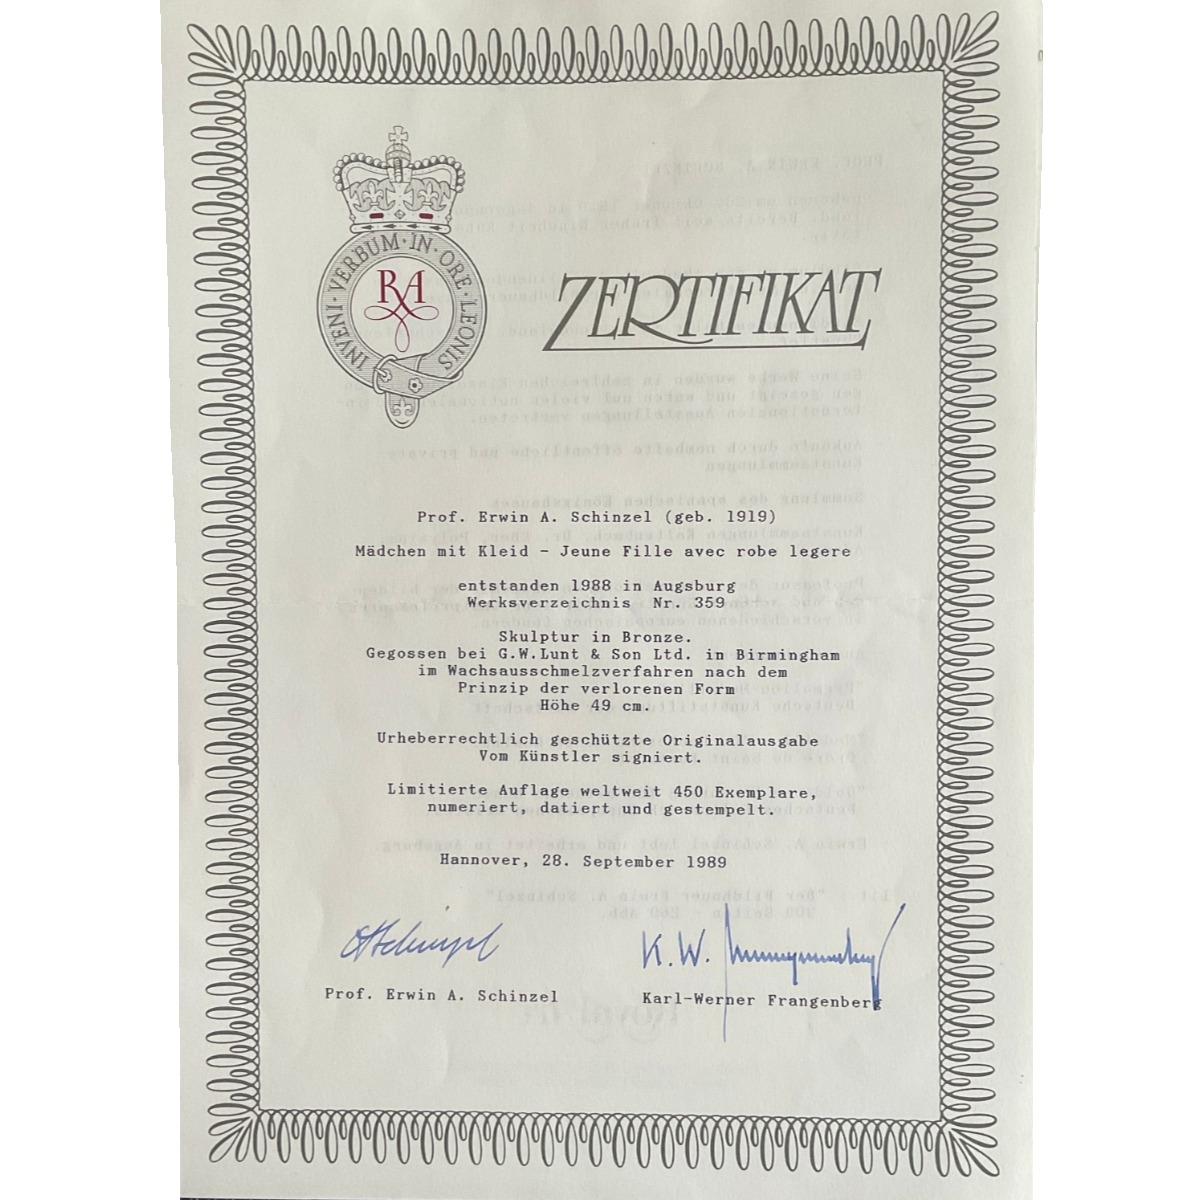 INVENI · VERBUM · IN · ORE · LEONIS
RA
ZERTIFIKAT
Prof. Erwin A. Schinzel (geb. 1919)
Mädchen mit Kleid - Jeune Fille avec robe legere
entstanden 1988 in Augsburg
Werksverzeichnis Nr. 359
Skulptur in Bronze.
Gegossen bei G.W.Lunt & Son Ltd. in Birmingham
im Wachsausschmelzverfahren nach dem
Prinzip der verlorenen Form
Höhe 49 cm.
Urheberrechtlich geschützte Originalausgabe
Vom Künstler signiert.
Limitierte Auflage weltweit 450 Exemplare,
numeriert, datiert und gestempelt.
Hannover, 28. September 1989
K.W.
Prof. Erwin A. Schinzel
Karl-Werner Frangenberg